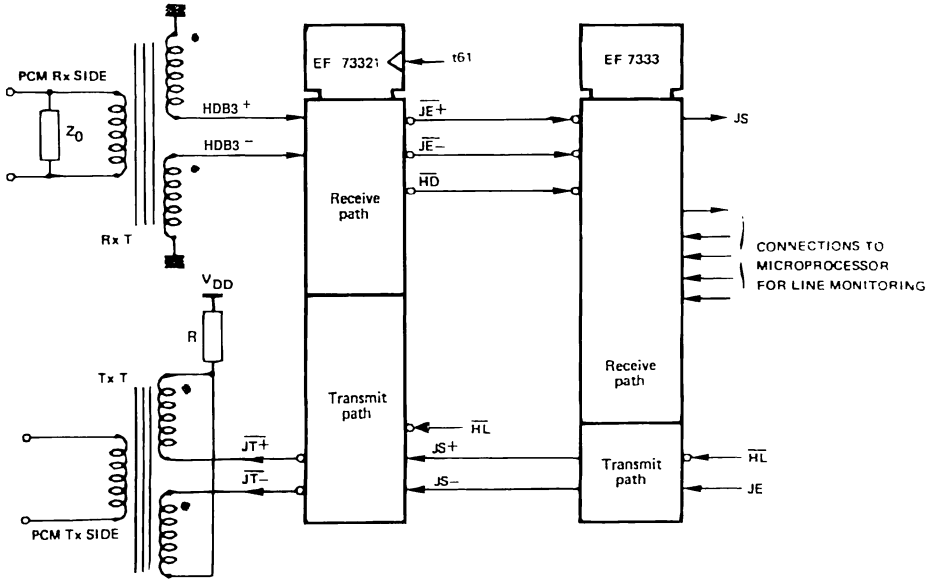 EF 73321
t61
EF 7333
PCM Rx SIDE
Z0
HDB3 +
HDB3 -
Rx T
Receive path
JE+
JE-
HD
JS
CONNECTIONS TO
MICROPROCESSOR
FOR LINE MONITORING
VDD
R
Tx T
Transmit path
Receive path
HL
JT+
JT-
JS+
JS-
Transmit path
HL
JE
PCM Tx SIDE